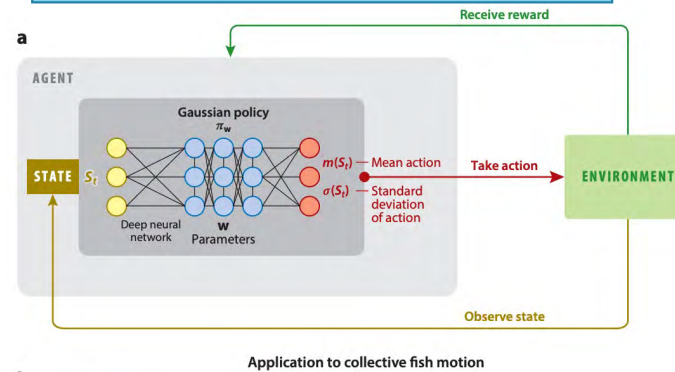 Receive reward
a
AGENT
Gaussian policy
πw
STATE
St
m(St)
Mean action
Take action
ENVIRONMENT
σ(St)
Standard
deviation
of action
Deep neural
network
w
Parameters
Observe state
Application to collective fish motion